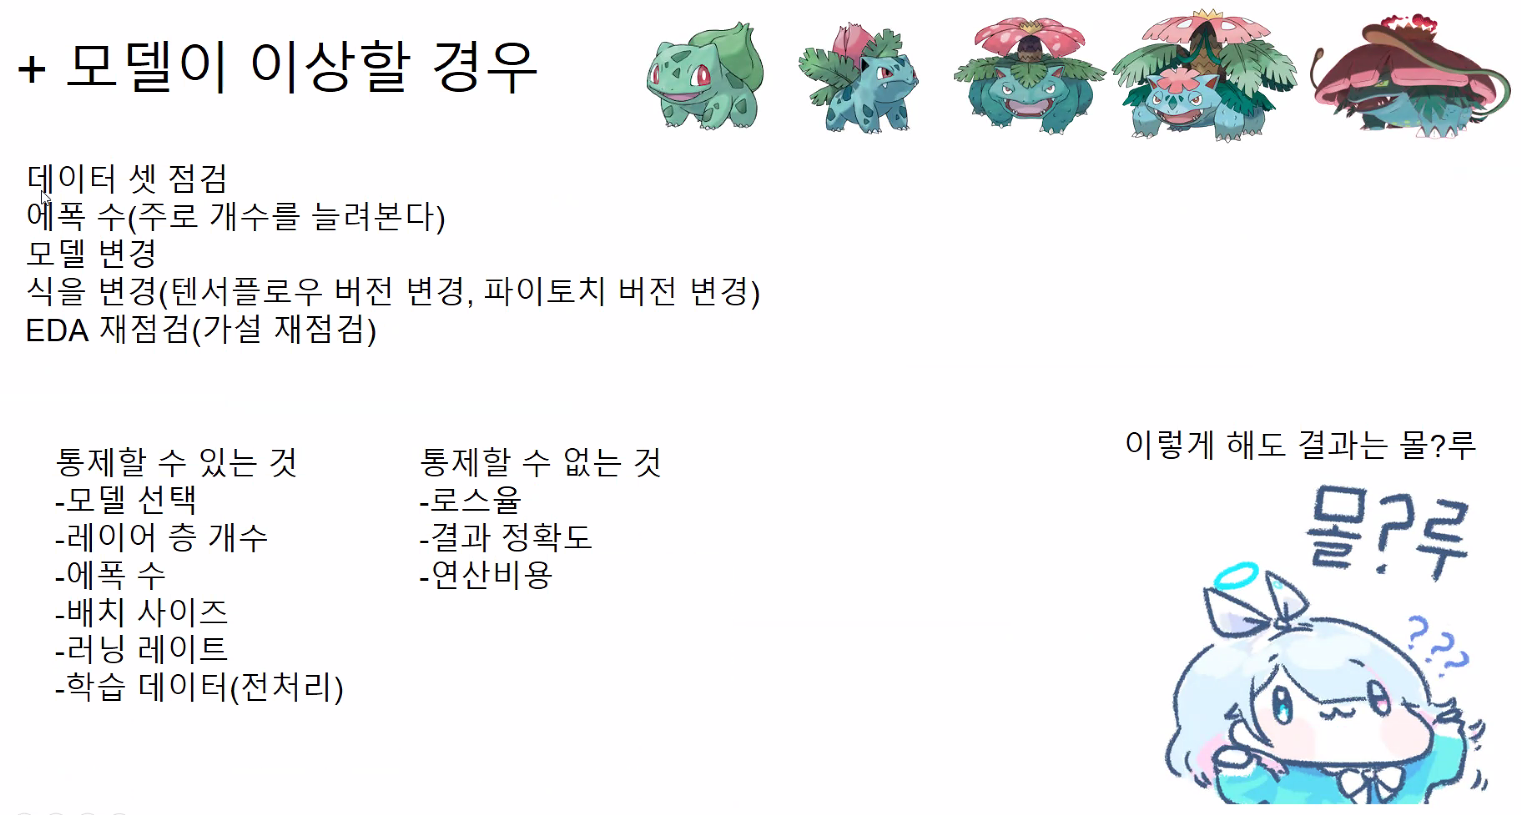 + 모델이 이상할 경우
데이터 셋 점검
에폭 수(주로 개수를 늘려본다)
모델 변경
식을 변경(텐서플로우 버전 변경, 파이토치 버전 변경)
EDA 재점검(가설 재점검)
통제할 수 있는 것
-모델 선택
-레이어 층 개수
-에폭 수
-배치 사이즈
-러닝 레이트
-학습 데이터(전처리)
통제할 수 없는 것
-로스율
-결과 정확도
-연산비용
이렇게 해도 결과는 몰?루
몰?루
???